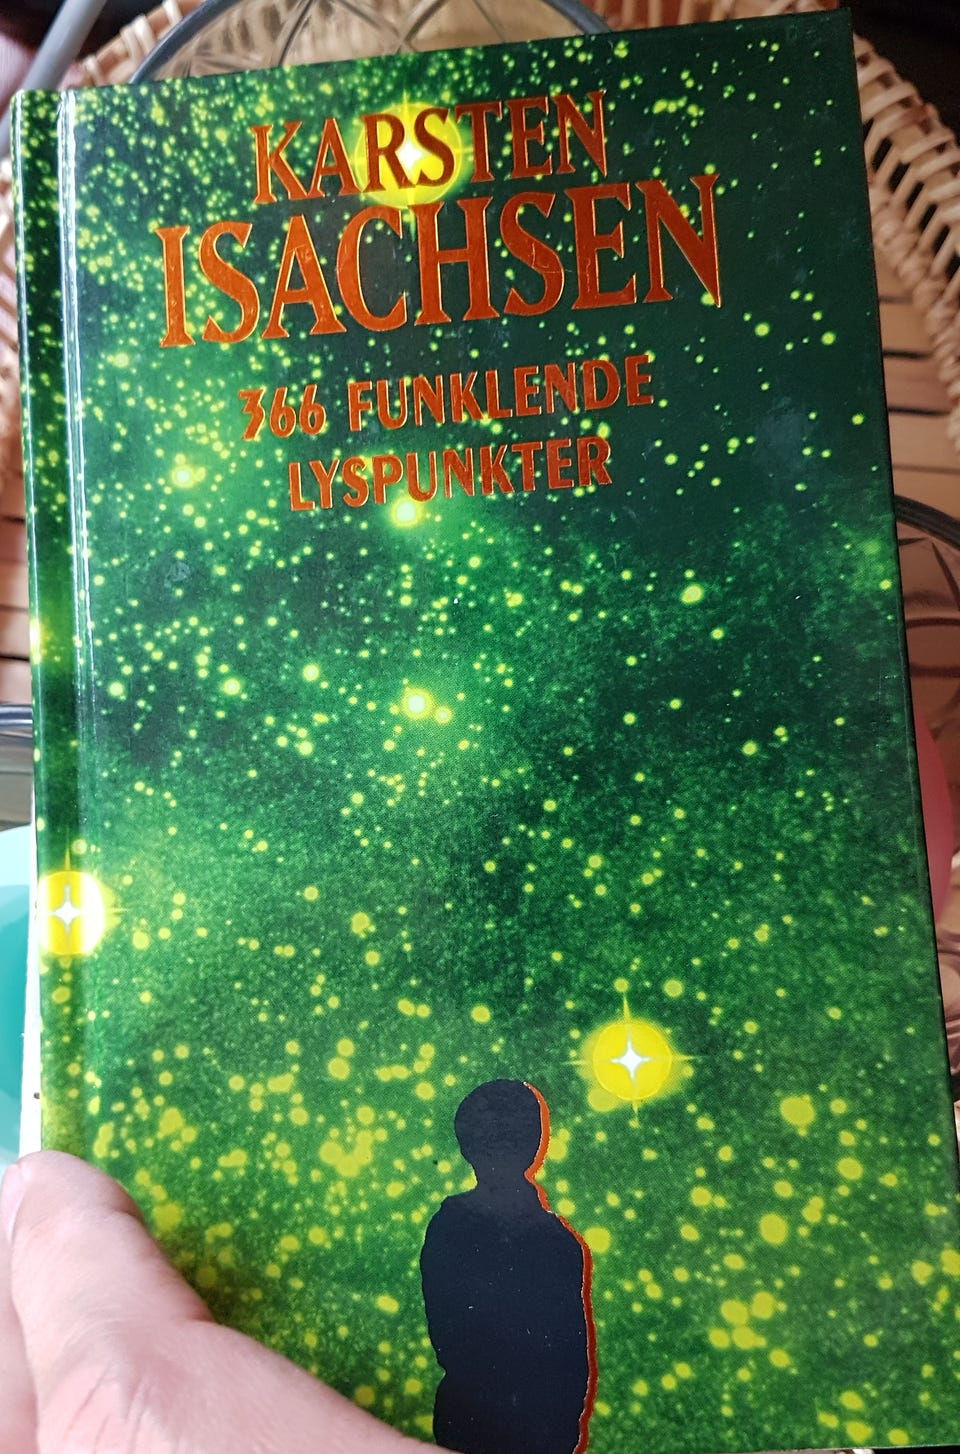 KARSTEN
ISACHSEN
366 FUNKLENDE
LYSPUNKTER